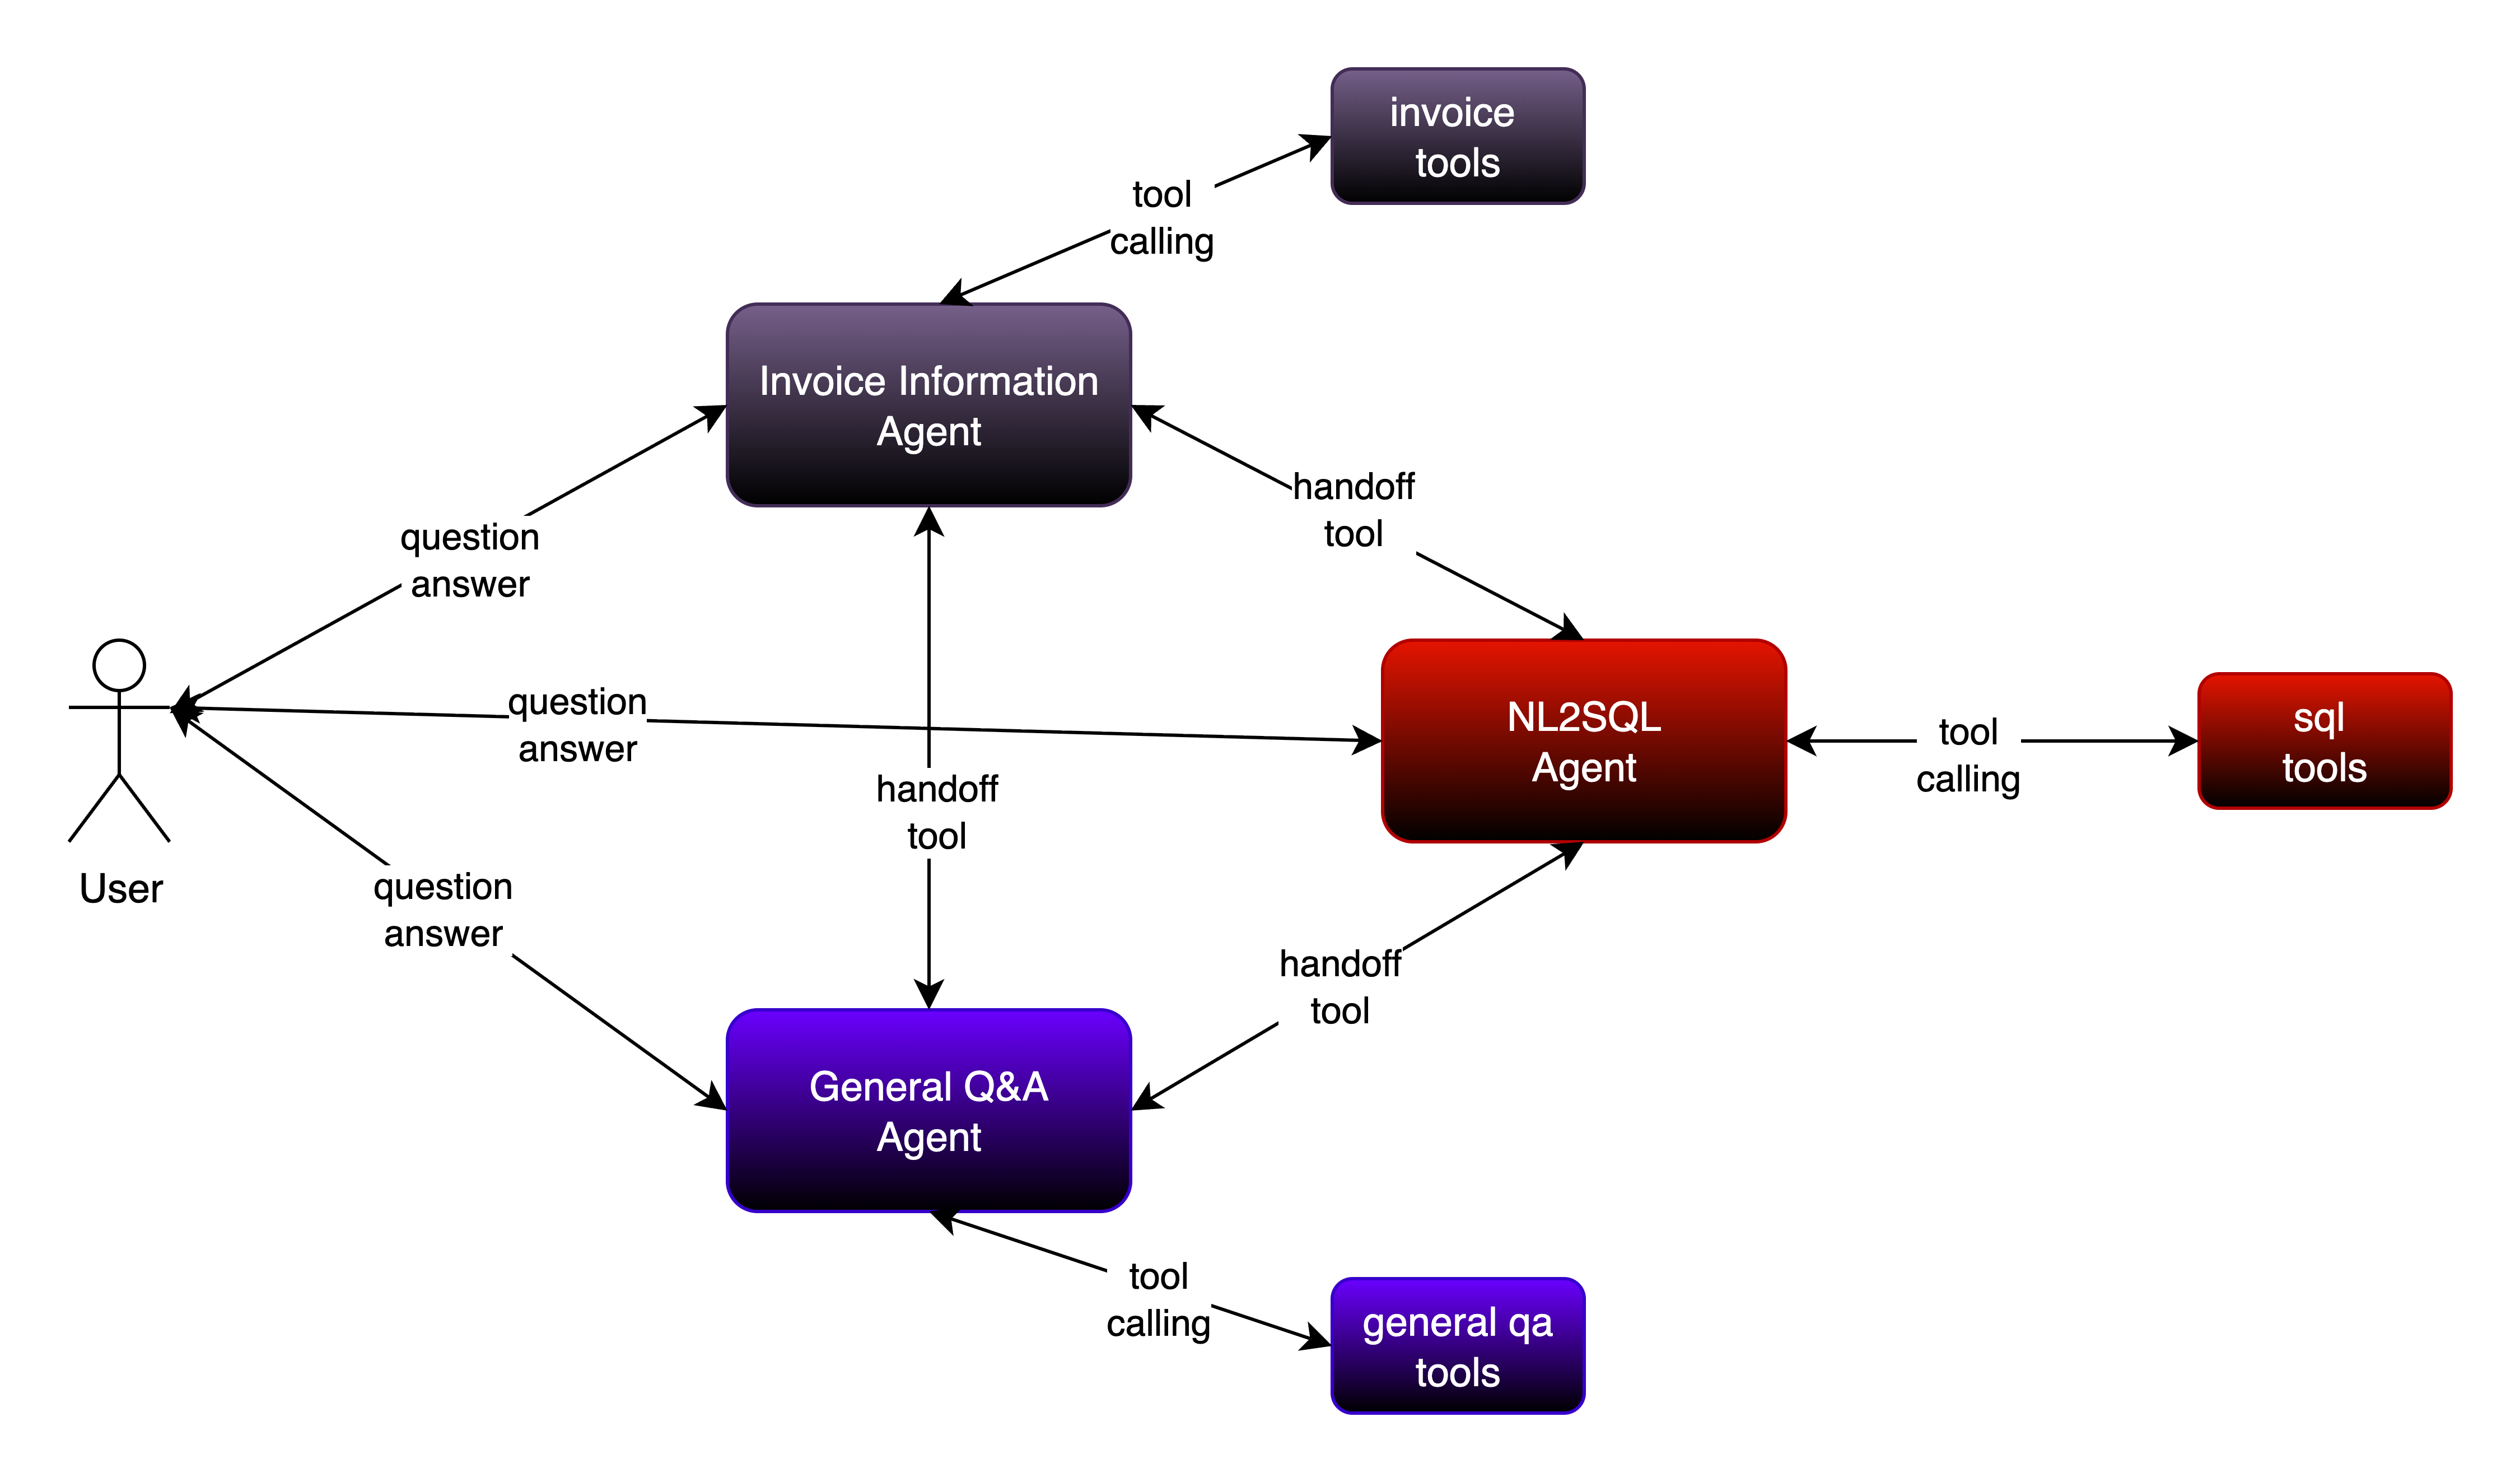 invoice
tools
tool
calling
Invoice Information
Agent
handoff
tool
question
answer
question
answer
NL2SQL
Agent
tool
calling
sql
tools
handoff
tool
User
question
answer
handoff
tool
General Q&A
Agent
tool
calling
general qa
tools